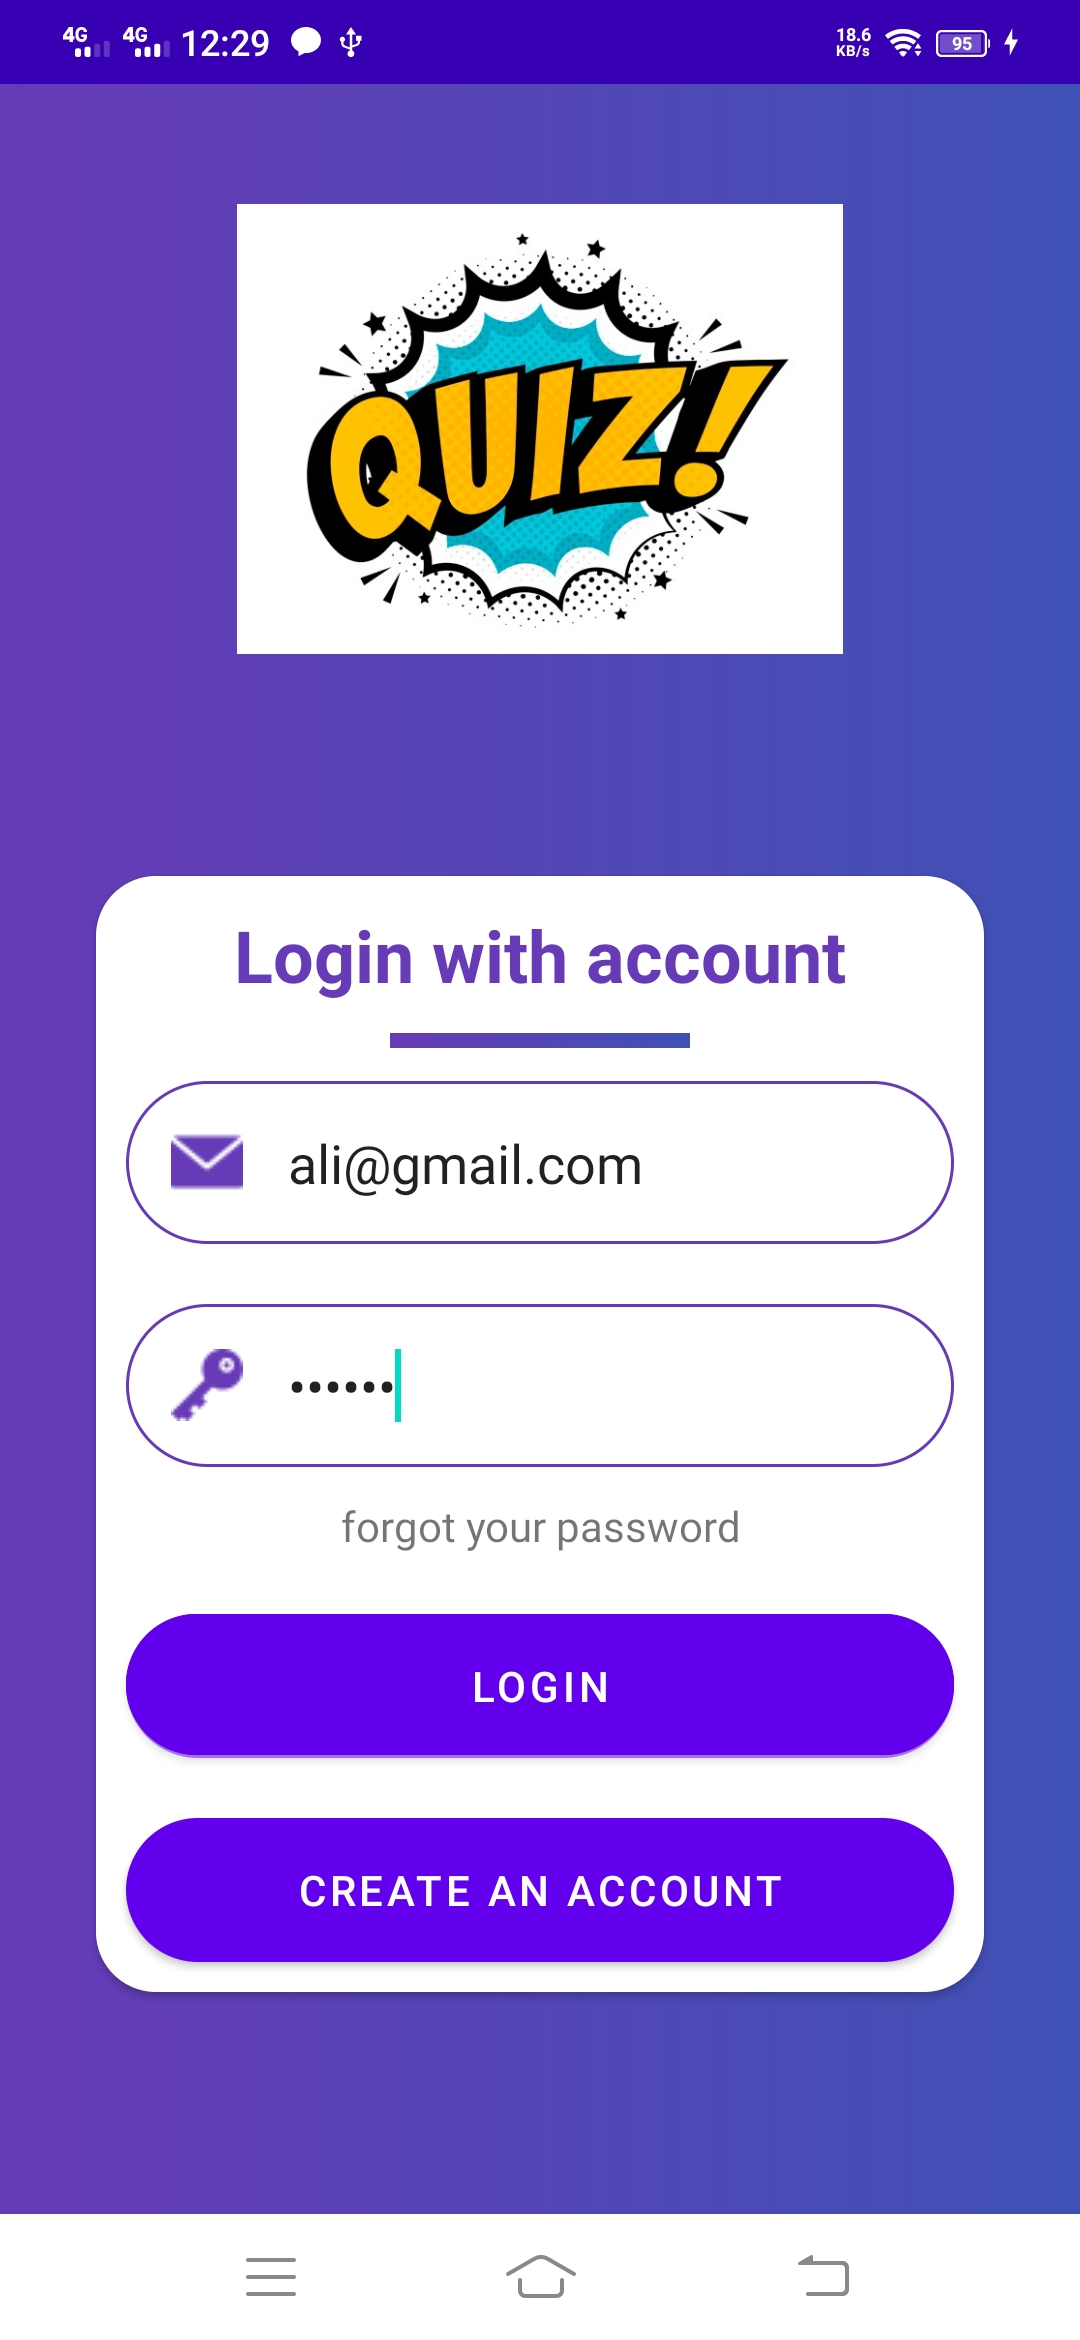 4G 4G 12:29 18.6 KB/s 95
QUIZ!
Login with account
ali@gmail.com
••••••
forgot your password
LOGIN
CREATE AN ACCOUNT